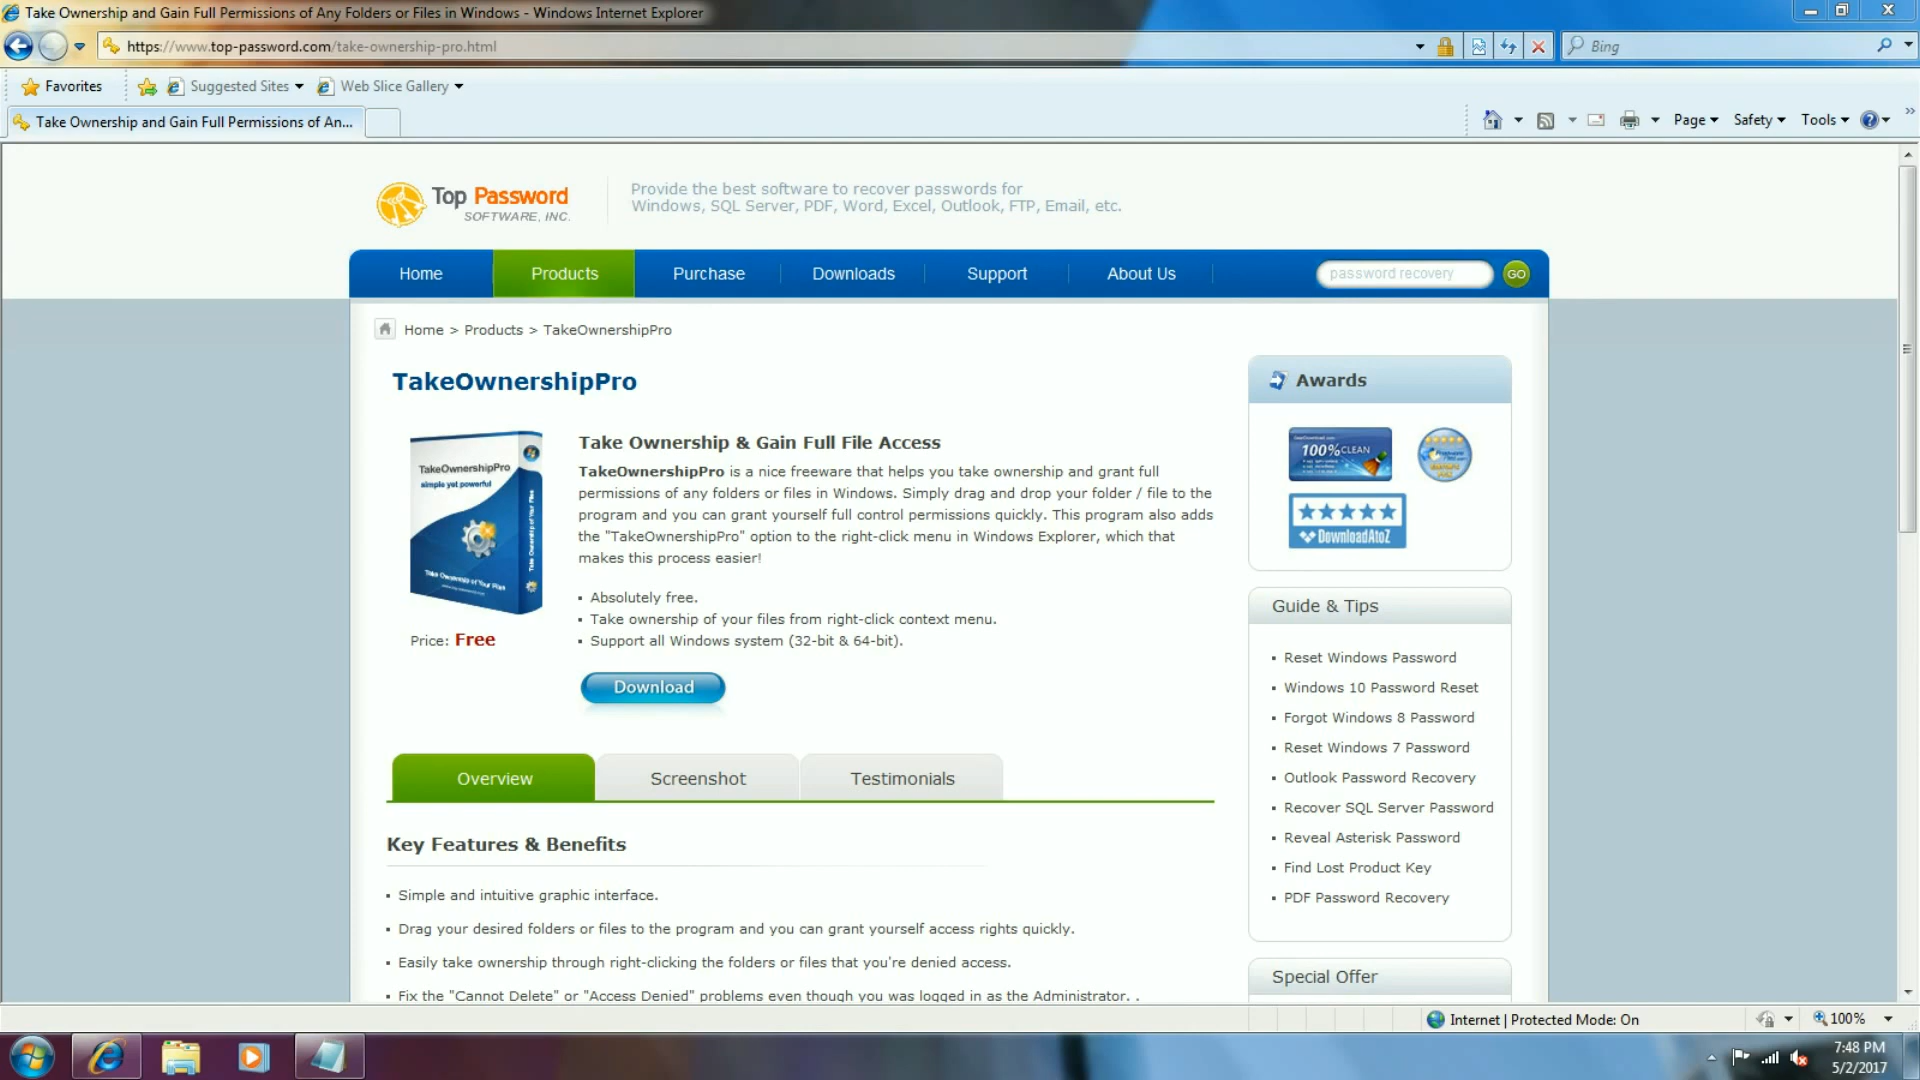 Take Ownership and Gain Full Permissions of Any Folders or Files in Windows - Windows Internet Explorer
https://www.top-password.com/take-ownership-pro.html
Bing
Favorites
Suggested Sites
Web Slice Gallery
Take Ownership and Gain Full Permissions of An...
Page
Safety
Tools
Top Password
SOFTWARE, INC.
Provide the best software to recover passwords for
Windows, SQL Server, PDF, Word, Excel, Outlook, FTP, Email, etc.
Home
Products
Purchase
Downloads
Support
About Us
password recovery
GO
Home > Products > TakeOwnershipPro
TakeOwnershipPro
TakeOwnershipPro
simple yet powerful
Take Ownership of Your Files
Take Ownership of Your Files
Price: Free
Take Ownership & Gain Full File Access
TakeOwnershipPro is a nice freeware that helps you take ownership and grant full
permissions of any folders or files in Windows. Simply drag and drop your folder / file to the
program and you can grant yourself full control permissions quickly. This program also adds
the "TakeOwnershipPro" option to the right-click menu in Windows Explorer, which that
makes this process easier!
Absolutely free.
Take ownership of your files from right-click context menu.
Support all Windows system (32-bit & 64-bit).
Download
Overview
Screenshot
Testimonials
Key Features & Benefits
Simple and intuitive graphic interface.
Drag your desired folders or files to the program and you can grant yourself access rights quickly.
Easily take ownership through right-clicking the folders or files that you're denied access.
Fix the "Cannot Delete" or "Access Denied" problems even though you was logged in as the Administrator. .
Awards
100% CLEAN
DownloadAtoZ
Guide & Tips
Reset Windows Password
Windows 10 Password Reset
Forgot Windows 8 Password
Reset Windows 7 Password
Outlook Password Recovery
Recover SQL Server Password
Reveal Asterisk Password
Find Lost Product Key
PDF Password Recovery
Special Offer
Internet | Protected Mode: On
100%
7:48 PM
5/2/2017